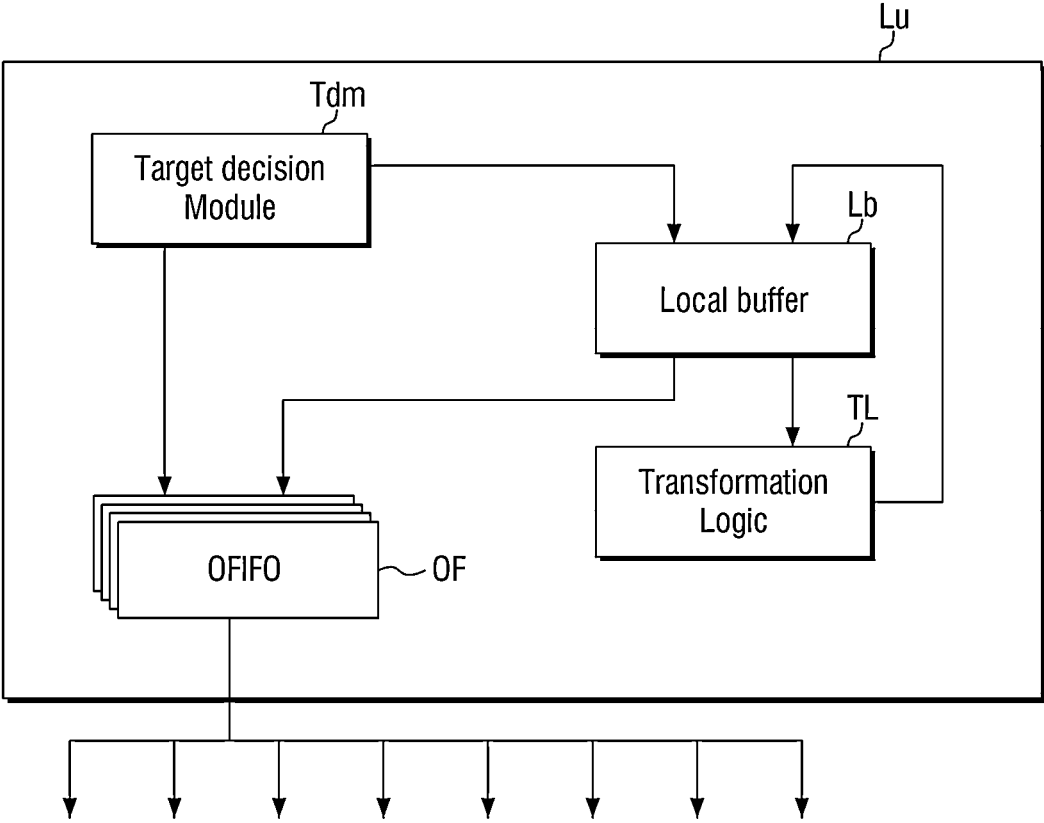 Lu
Tdm
Target decision
Module
Lb
Local buffer
TL
Transformation
Logic
OFIFO
OF